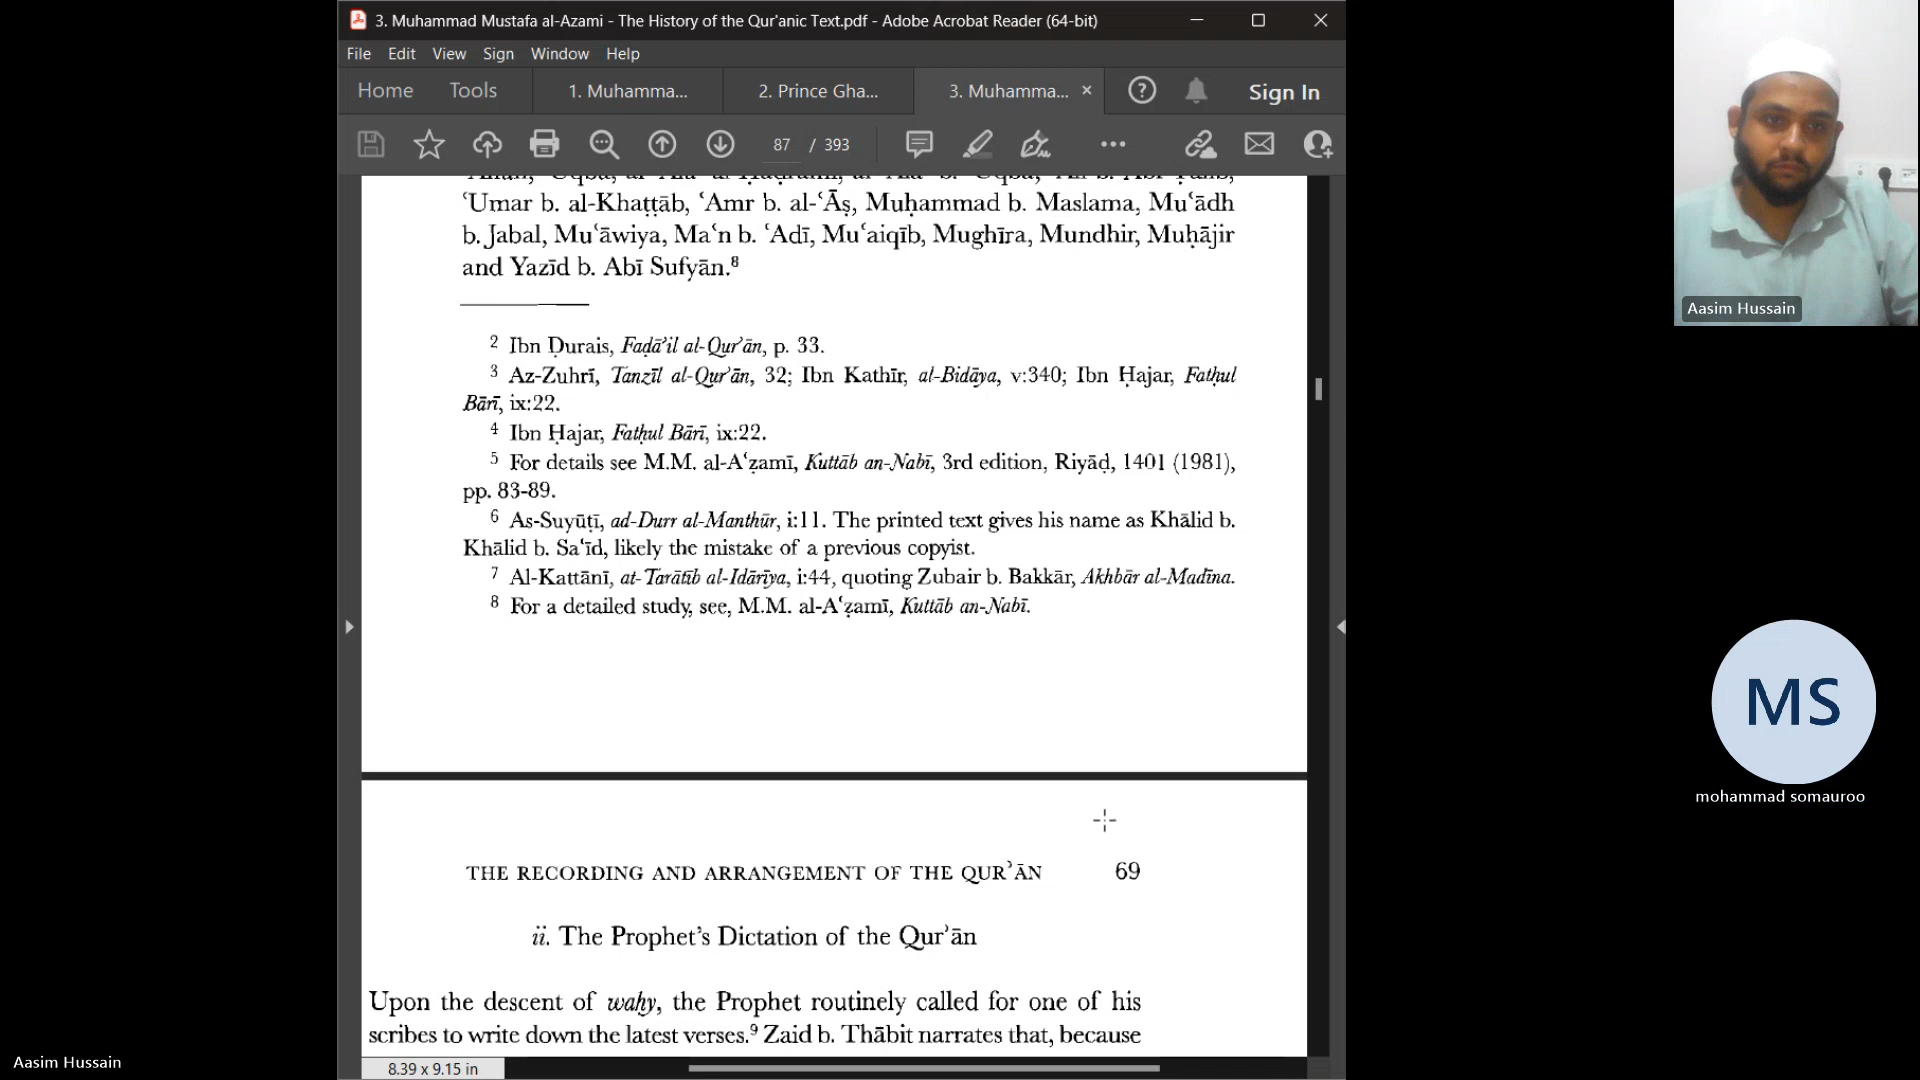 3. Muhammad Mustafa al-Azami - The History of the Qur'anic Text.pdf - Adobe Acrobat Reader (64-bit)
File Edit View Sign Window Help
Home Tools 1. Muhamma... 2. Prince Gha... 3. Muhamma... Sign In
87 / 393
ʿUmar b. al-Khaṭṭāb, ʿAmr b. al-ʿĀṣ, Muḥammad b. Maslama, Muʿādh
b. Jabal, Muʿāwiya, Maʿn b. ʿAdī, Muʿaiqīb, Mughīra, Mundhir, Muḥājir
and Yazīd b. Abī Sufyān.⁸
² Ibn Ḍurais, Faḍāʾil al-Qurʾān, p. 33.
³ Az-Zuhrī, Tanzīl al-Qurʾān, 32; Ibn Kathīr, al-Bidāya, v:340; Ibn Ḥajar, Fatḥul
Bārī, ix:22.
⁴ Ibn Ḥajar, Fatḥul Bārī, ix:22.
⁵ For details see M.M. al-Aʿẓamī, Kuttāb an-Nabī, 3rd edition, Riyāḍ, 1401 (1981),
pp. 83-89.
⁶ As-Suyūṭī, ad-Durr al-Manthūr, i:11. The printed text gives his name as Khālid b.
Khālid b. Saʿīd, likely the mistake of a previous copyist.
⁷ Al-Kattānī, at-Tarātīb al-Idārīya, i:44, quoting Zubair b. Bakkār, Akhbār al-Madīna.
⁸ For a detailed study, see, M.M. al-Aʿẓamī, Kuttāb an-Nabī.
THE RECORDING AND ARRANGEMENT OF THE QURʾĀN 69
ii. The Prophet's Dictation of the Qurʾān
Upon the descent of waḥy, the Prophet routinely called for one of his
scribes to write down the latest verses.⁹ Zaid b. Thābit narrates that, because
8.39 x 9.15 in
Aasim Hussain
MS
mohammad somauroo
Aasim Hussain